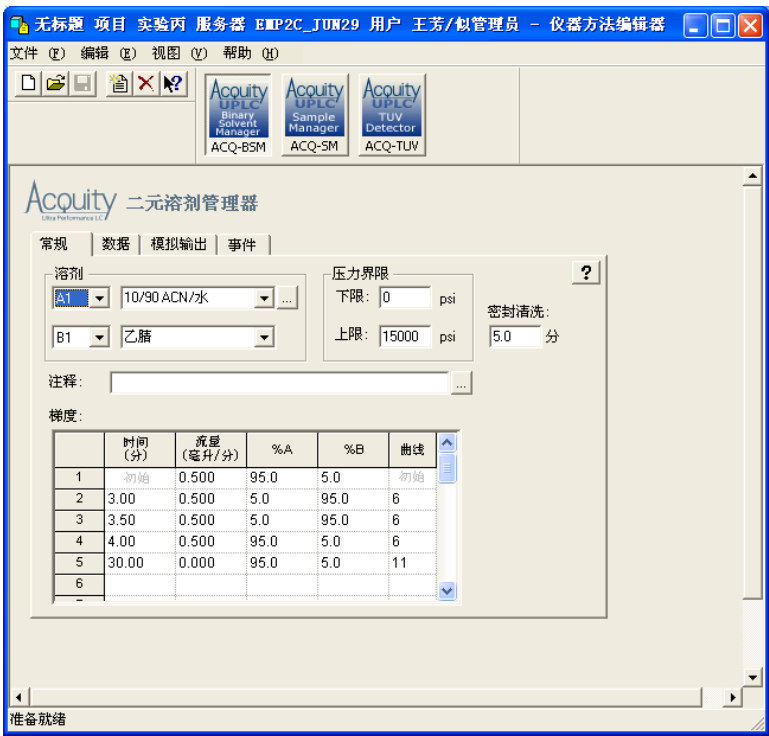 无标题 项目 实验丙 服务器 EMP2C_JUN29 用户 王芳/似管理员 - 仪器方法编辑器
文件 (F) 编辑 (E) 视图 (V) 帮助 (H)
Acquity UPLC Binary Solvent Manager
ACQ-BSM
Acquity UPLC Sample Manager
ACQ-SM
Acquity UPLC TUV Detector
ACQ-TUV
Acquity
Ultra Performance LC
二元溶剂管理器
常规 数据 模拟输出 事件
溶剂
A1 10/90 ACN/水 ...
B1 乙腈
压力界限
下限: 0 psi
上限: 15000 psi
?
密封清洗:
5.0 分
注释: ...
梯度:
时间 (分) 流量 (毫升/分) %A %B 曲线
1 初始 0.500 95.0 5.0 初始
2 3.00 0.500 5.0 95.0 6
3 3.50 0.500 5.0 95.0 6
4 4.00 0.500 95.0 5.0 6
5 30.00 0.000 95.0 5.0 11
6
准备就绪